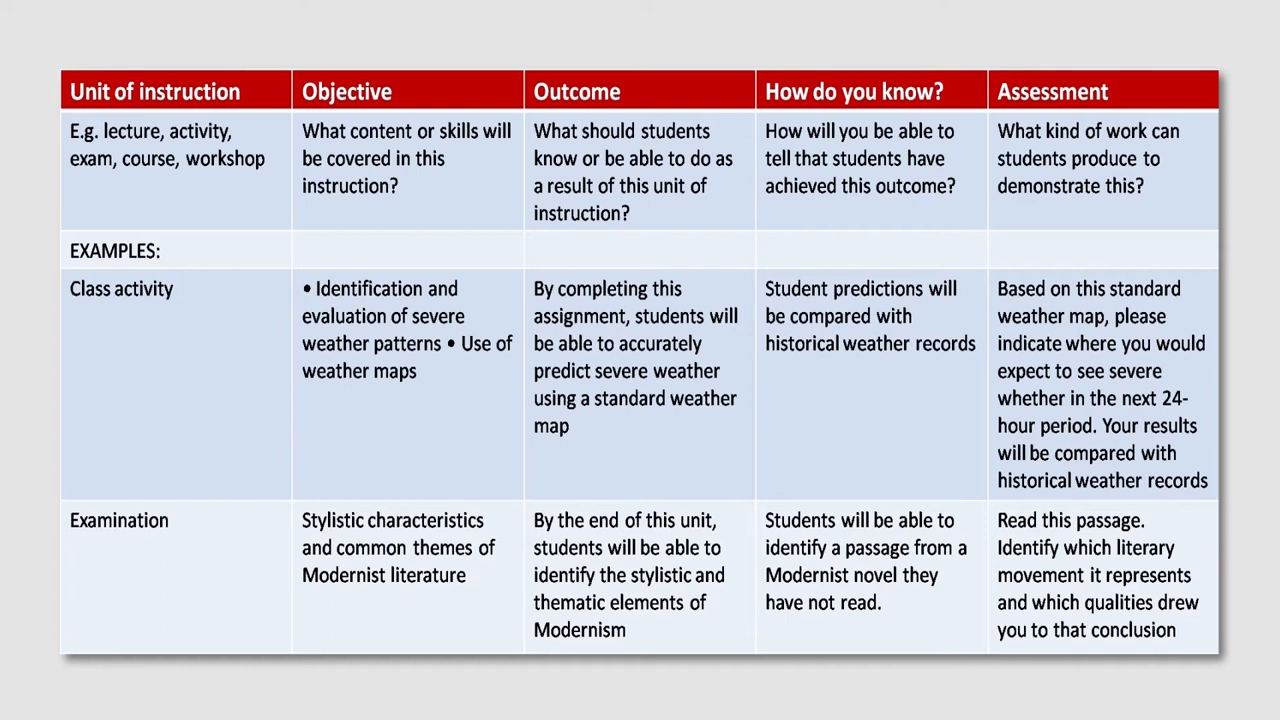 Unit of instruction
Objective
Outcome
How do you know?
Assessment
E.g. lecture, activity,
exam, course, workshop
What content or skills will
be covered in this
instruction?
What should students
know or be able to do as
a result of this unit of
instruction?
How will you be able to
tell that students have
achieved this outcome?
What kind of work can
students produce to
demonstrate this?
EXAMPLES:
Class activity
• Identification and
evaluation of severe
weather patterns • Use of
weather maps
By completing this
assignment, students will
be able to accurately
predict severe weather
using a standard weather
map
Student predictions will
be compared with
historical weather records
Based on this standard
weather map, please
indicate where you would
expect to see severe
whether in the next 24-
hour period. Your results
will be compared with
historical weather records
Examination
Stylistic characteristics
and common themes of
Modernist literature
By the end of this unit,
students will be able to
identify the stylistic and
thematic elements of
Modernism
Students will be able to
identify a passage from a
Modernist novel they
have not read.
Read this passage.
Identify which literary
movement it represents
and which qualities drew
you to that conclusion